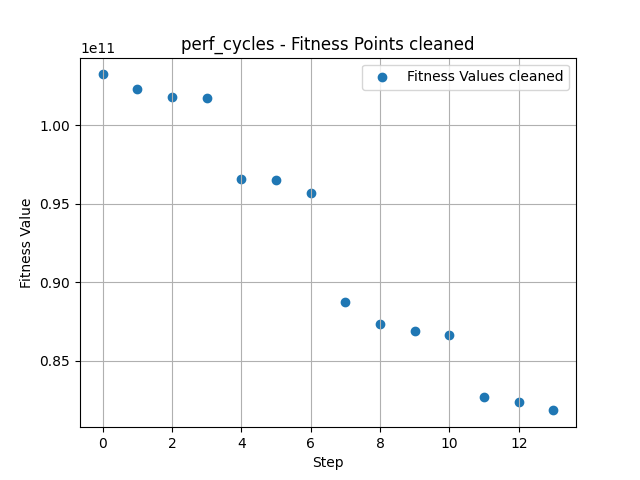 perf_cycles - Fitness Points cleaned
1e11
Fitness Values cleaned
1.00
0.95
0.90
0.85
Fitness Value
0 2 4 6 8 10 12
Step